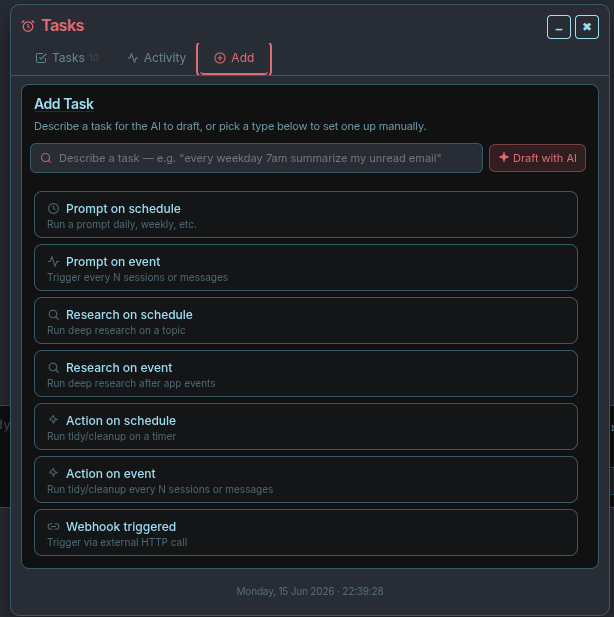 Tasks
Tasks 10
Activity
Add
Add Task
Describe a task for the AI to draft, or pick a type below to set one up manually.
Describe a task — e.g. "every weekday 7am summarize my unread email"
Draft with AI
Prompt on schedule
Run a prompt daily, weekly, etc.
Prompt on event
Trigger every N sessions or messages
Research on schedule
Run deep research on a topic
Research on event
Run deep research after app events
Action on schedule
Run tidy/cleanup on a timer
Action on event
Run tidy/cleanup every N sessions or messages
Webhook triggered
Trigger via external HTTP call
Monday, 15 Jun 2026 · 22:39:28